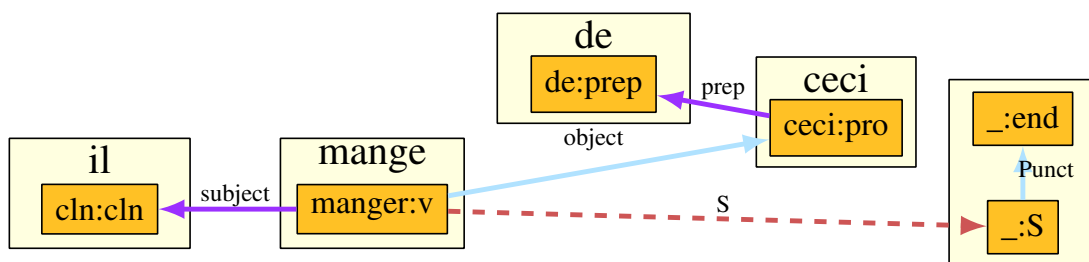 de
de:prep
prep
ceci
ceci:pro
object
_:end
Punct
il
cln:cln
subject
mange
manger:v
S
_:S